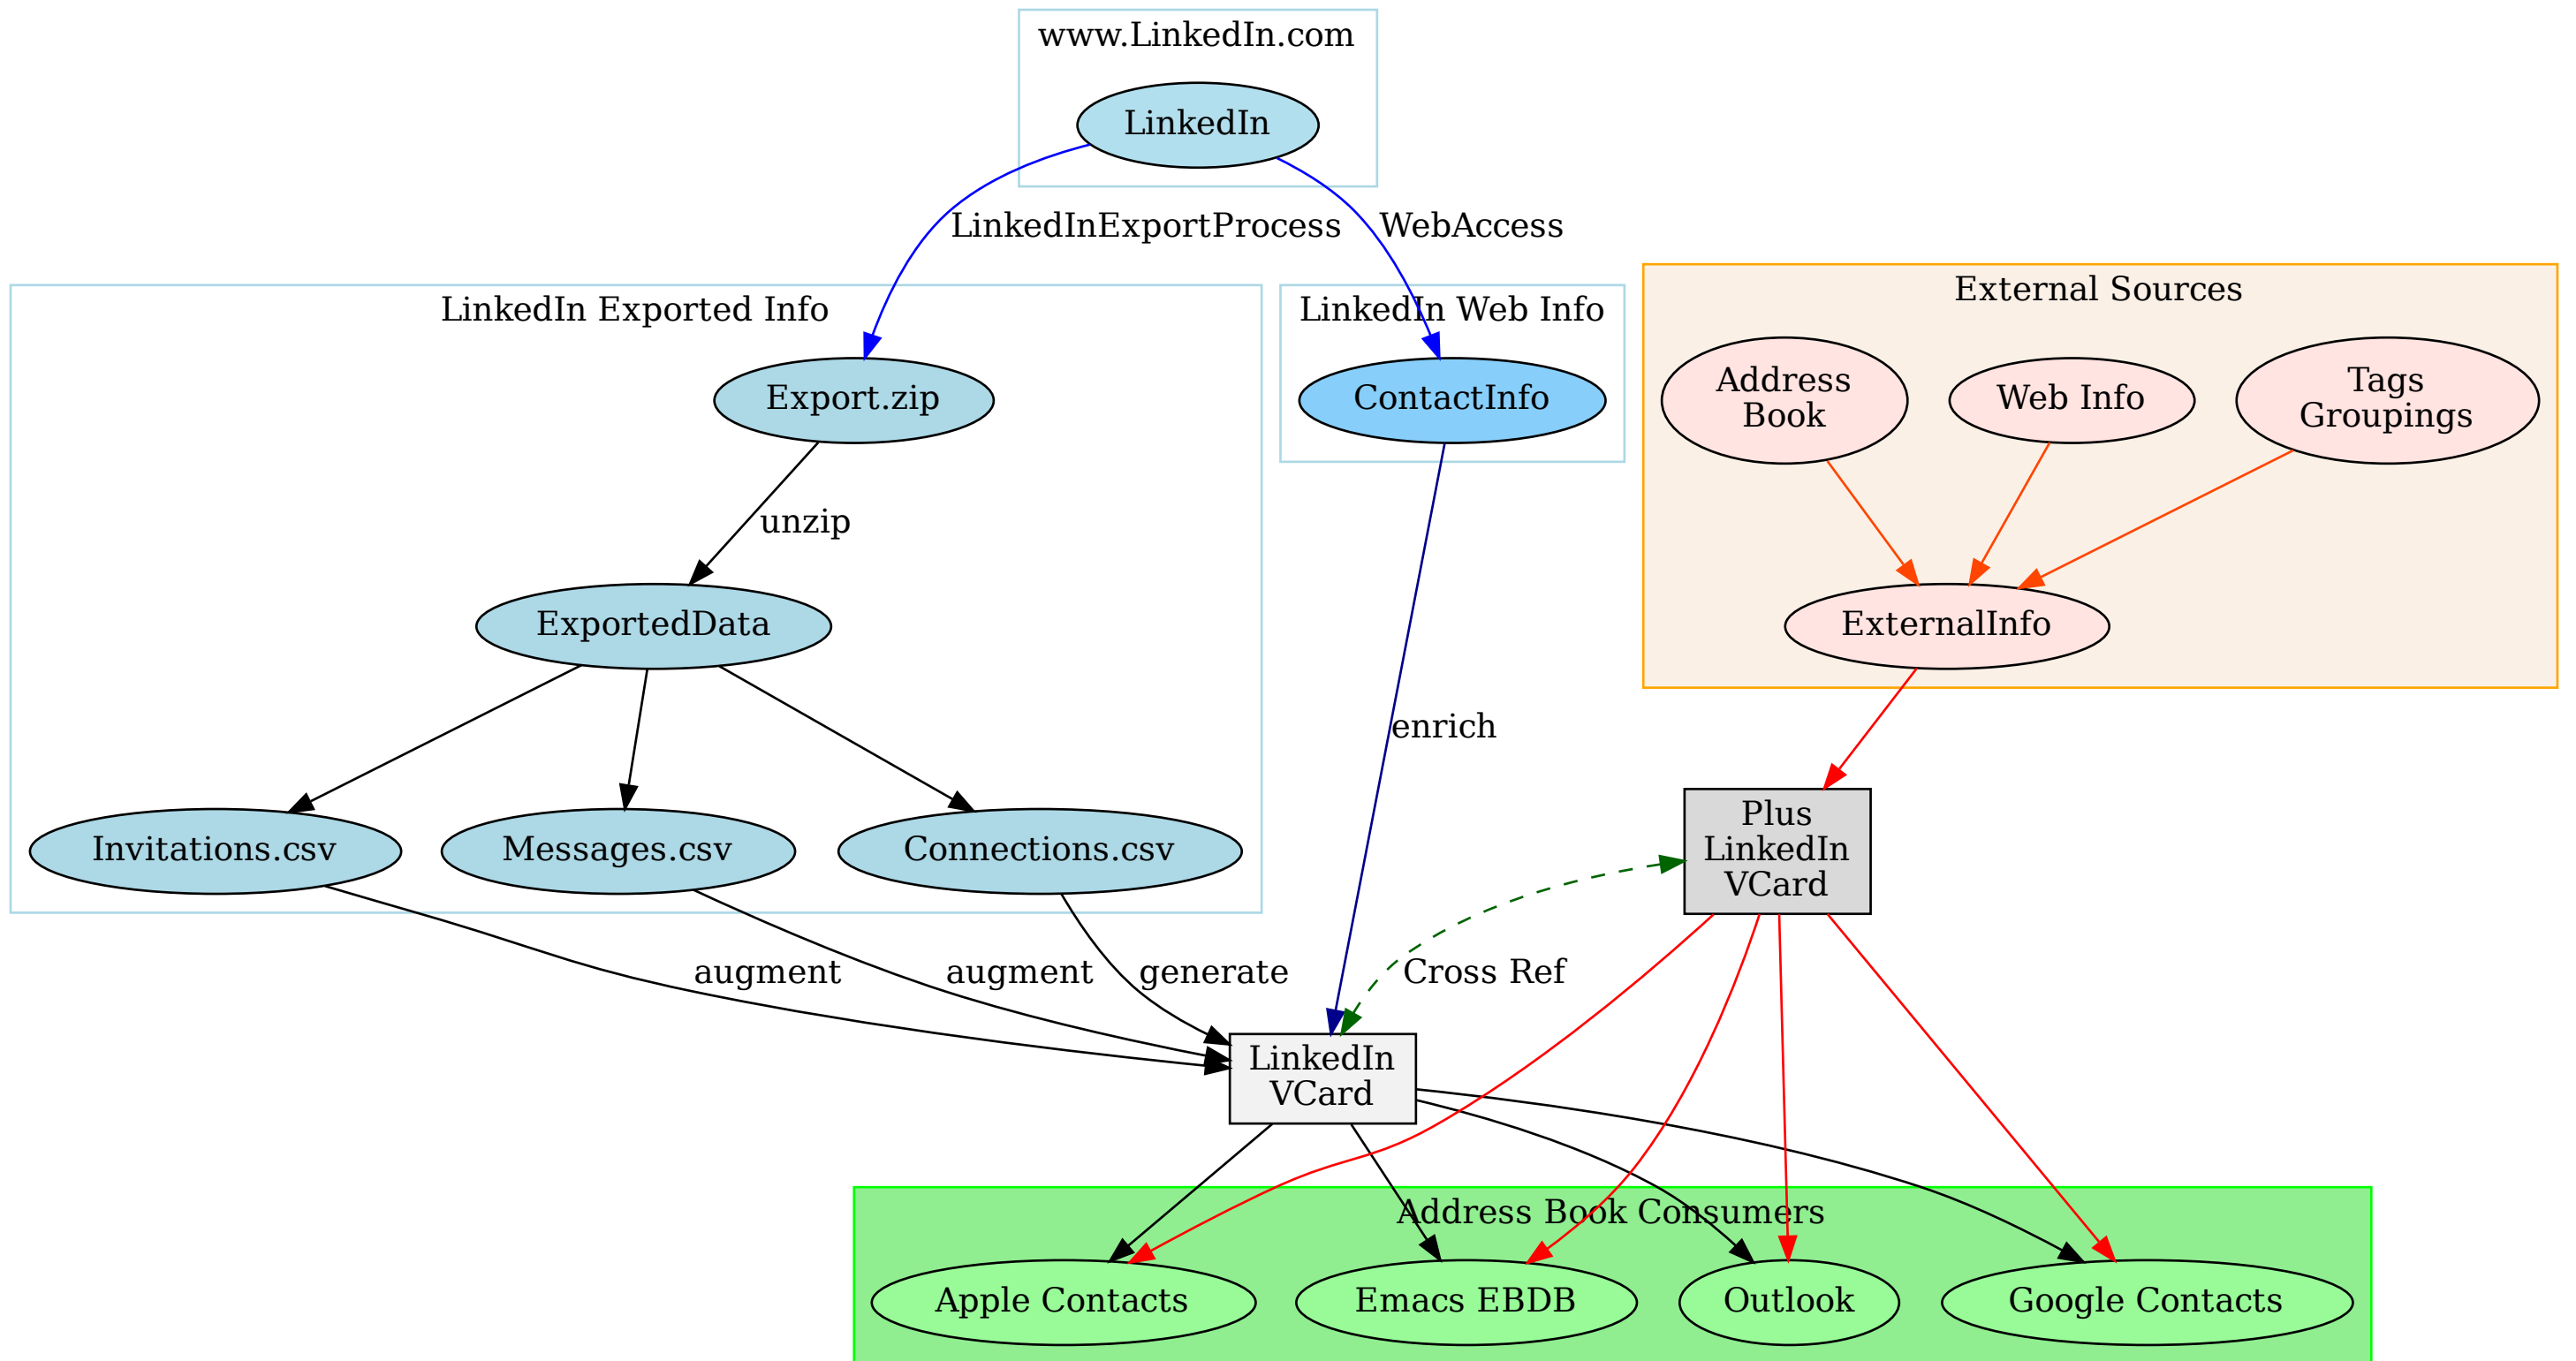 www.LinkedIn.com
LinkedIn
LinkedInExportProcess
WebAccess
LinkedIn Exported Info
LinkedIn Web Info
External Sources
Export.zip
ContactInfo
Address
Book
Web Info
Tags
Groupings
unzip
ExportedData
ExternalInfo
enrich
Invitations.csv
Messages.csv
Connections.csv
Plus
LinkedIn
VCard
augment
augment
generate
Cross Ref
LinkedIn
VCard
Address Book Consumers
Apple Contacts
Emacs EBDB
Outlook
Google Contacts